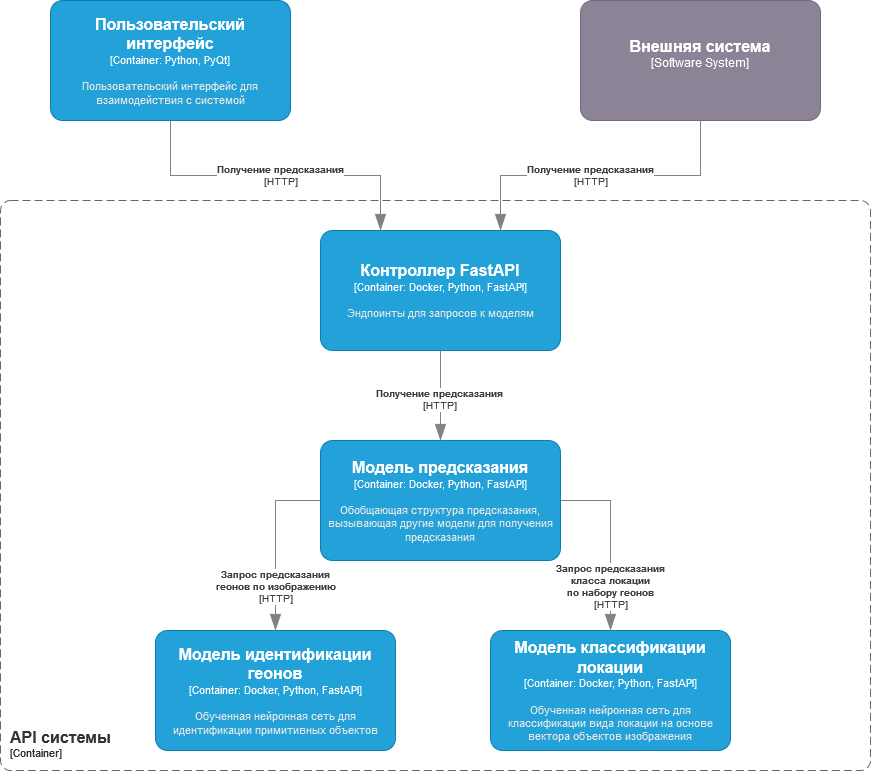 Пользовательский
интерфейс
[Container: Python, PyQt]
Пользовательский интерфейс для
взаимодействия с системой
Внешняя система
[Software System]
Получение предсказания
[HTTP]
Получение предсказания
[HTTP]
Контроллер FastAPI
[Container: Docker, Python, FastAPI]
Эндпоинты для запросов к моделям
Получение предсказания
[HTTP]
Модель предсказания
[Container: Docker, Python, FastAPI]
Обобщающая структура предсказания,
вызывающая другие модели для получения
предсказания
Запрос предсказания
геонов по изображению
[HTTP]
Запрос предсказания
класса локации
по набору геонов
[HTTP]
Модель идентификации
геонов
[Container: Docker, Python, FastAPI]
Обученная нейронная сеть для
идентификации примитивных объектов
Модель классификации
локации
[Container: Docker, Python, FastAPI]
Обученная нейронная сеть для
классификации вида локации на основе
вектора объектов изображения
API системы
[Container]